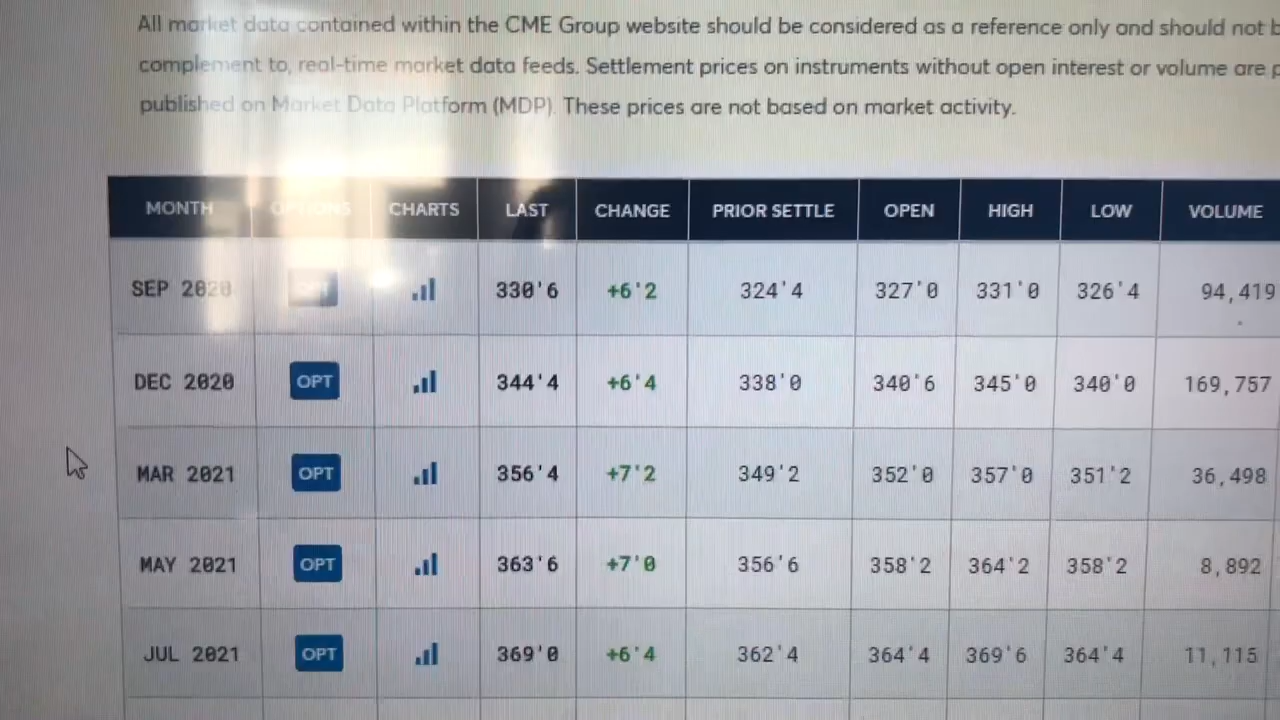 All market data contained within the CME Group website should be considered as a reference only and should not b
complement to, real-time market data feeds. Settlement prices on instruments without open interest or volume are p
published on Market Data Platform (MDP). These prices are not based on market activity.
MONTH OPTIONS CHARTS LAST CHANGE PRIOR SETTLE OPEN HIGH LOW VOLUME
SEP 2020 OPT 330'6 +6'2 324'4 327'0 331'0 326'4 94,419
DEC 2020 OPT 344'4 +6'4 338'0 340'6 345'0 340'0 169,757
MAR 2021 OPT 356'4 +7'2 349'2 352'0 357'0 351'2 36,498
MAY 2021 OPT 363'6 +7'0 356'6 358'2 364'2 358'2 8,892
JUL 2021 OPT 369'0 +6'4 362'4 364'4 369'6 364'4 11,115